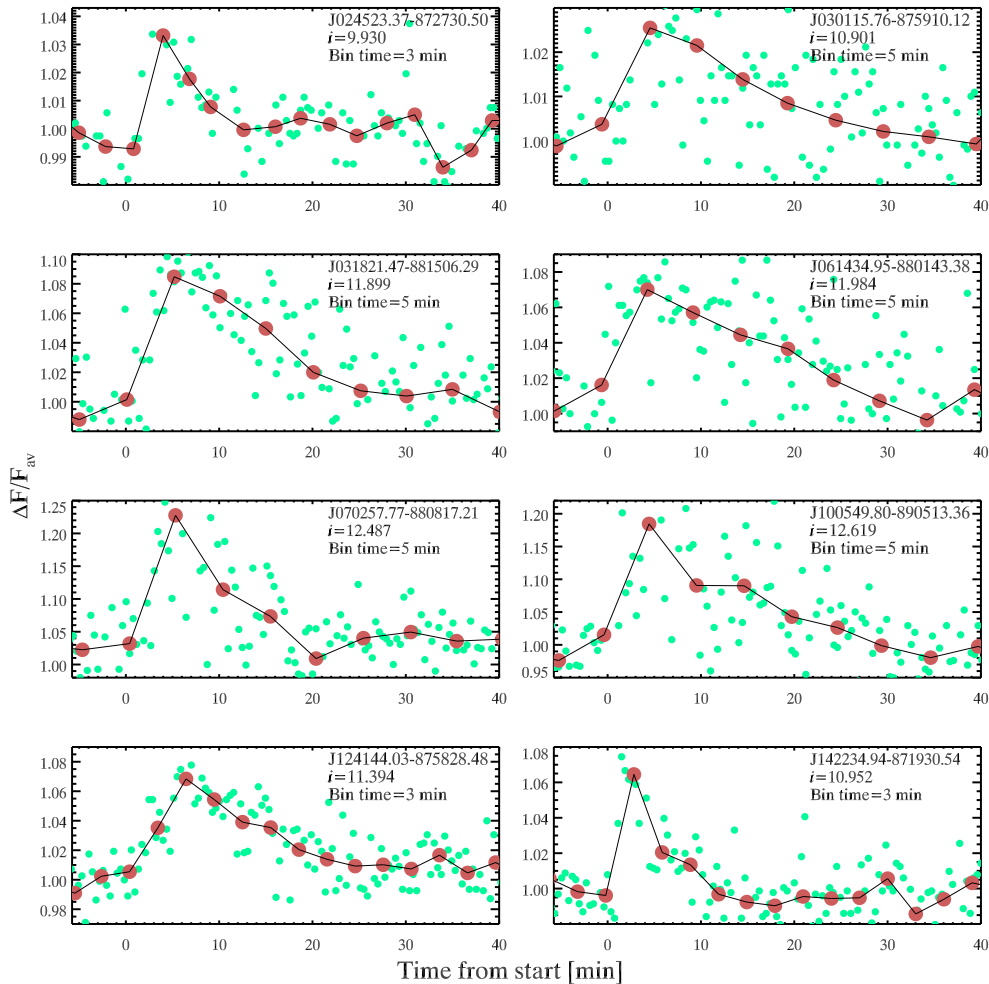 J024523.37-872730.50
i=9.930
Bin time=3 min
1.04
1.03
1.02
1.01
1.00
0.99
0 10 20 30 40
J030115.76-875910.12
i=10.901
Bin time=5 min
1.02
1.01
1.00
0 10 20 30 40
J031821.47-881506.29
i=11.899
Bin time=5 min
1.10
1.08
1.06
1.04
1.02
1.00
0 10 20 30 40
J061434.95-880143.38
i=11.984
Bin time=5 min
1.08
1.06
1.04
1.02
1.00
0 10 20 30 40
ΔF/F_av
J070257.77-880817.21
i=12.487
Bin time=5 min
1.25
1.20
1.15
1.10
1.05
1.00
0 10 20 30 40
J100549.80-890513.36
i=12.619
Bin time=5 min
1.20
1.15
1.10
1.05
1.00
0.95
0 10 20 30 40
J124144.03-875828.48
i=11.394
Bin time=3 min
1.08
1.06
1.04
1.02
1.00
0.98
0 10 20 30 40
J142234.94-871930.54
i=10.952
Bin time=3 min
1.08
1.06
1.04
1.02
1.00
0 10 20 30 40
Time from start [min]